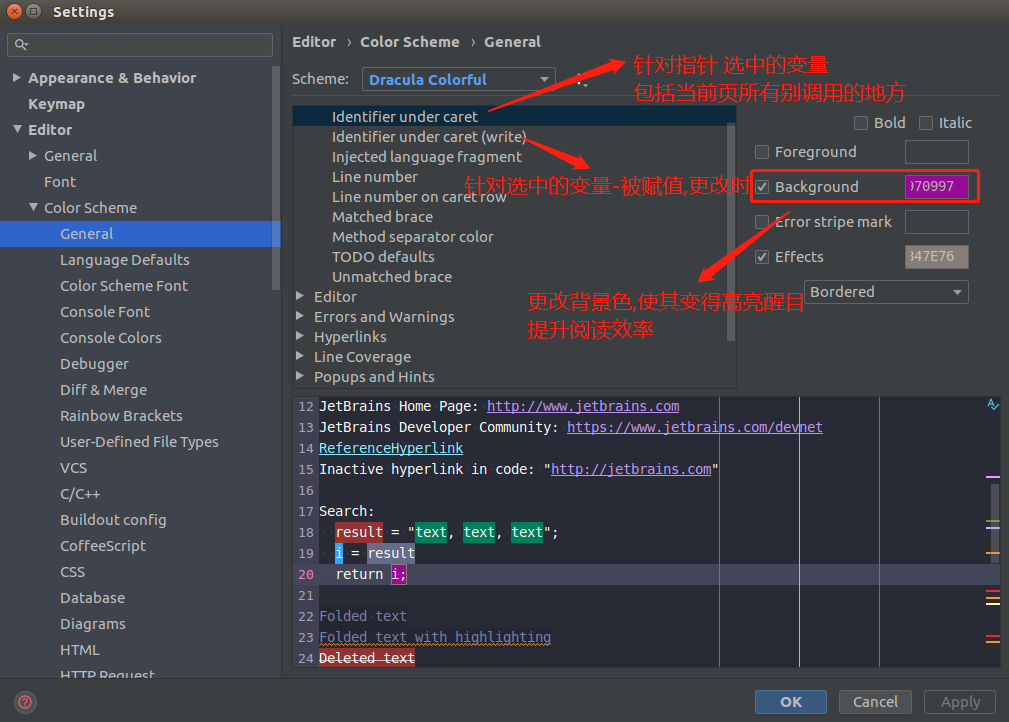 Settings
Editor › Color Scheme › General
Appearance & Behavior
Keymap
Editor
General
Font
Color Scheme
General
Language Defaults
Color Scheme Font
Console Font
Console Colors
Debugger
Diff & Merge
Rainbow Brackets
User-Defined File Types
VCS
C/C++
Buildout config
CoffeeScript
CSS
Database
Diagrams
HTML
HTTP Request
Scheme: Dracula Colorful
针对指针 选中的变量
包括当前页所有别调用的地方
Identifier under caret
Identifier under caret (write)
Injected language fragment
Line number
针对选中的变量-被赋值,更改时
Line number on caret row
Matched brace
Method separator color
TODO defaults
Unmatched brace
Editor
Errors and Warnings
Hyperlinks
Line Coverage
Popups and Hints
Bold Italic
Foreground
Background 970997
Error stripe mark
Effects 847E76
Bordered
更改背景色,使其变得高亮醒目
提升阅读效率
12 JetBrains Home Page: http://www.jetbrains.com
13 JetBrains Developer Community: https://www.jetbrains.com/devnet
14 ReferenceHyperlink
15 Inactive hyperlink in code: "http://jetbrains.com"
16
17 Search:
18 result = "text, text, text";
19 i = result
20 return i;
21
22 Folded text
23 Folded text with highlighting
24 Deleted text
OK Cancel Apply